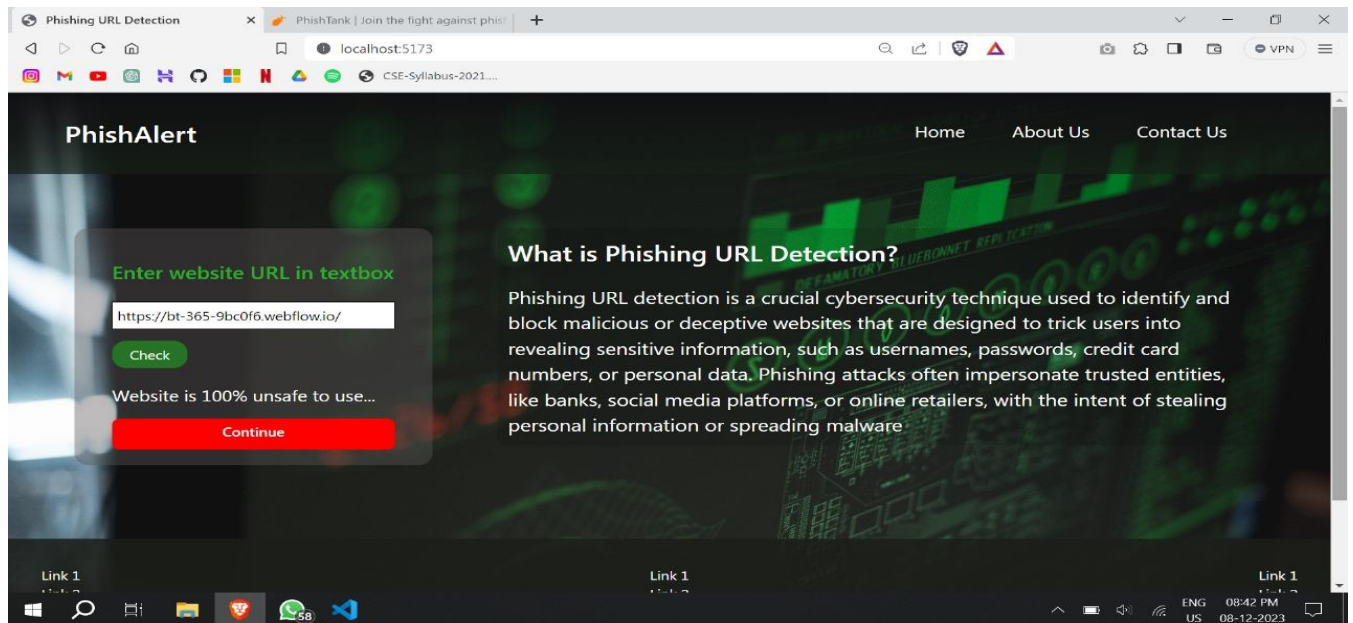 Phishing URL Detection
PhishTank | Join the fight against phis
localhost:5173
VPN
CSE-Syllabus-2021....
PhishAlert
Home About Us Contact Us
Enter website URL in textbox
https://bt-365-9bc0f6.webflow.io/
Check
Website is 100% unsafe to use...
Continue
What is Phishing URL Detection?
Phishing URL detection is a crucial cybersecurity technique used to identify and
block malicious or deceptive websites that are designed to trick users into
revealing sensitive information, such as usernames, passwords, credit card
numbers, or personal data. Phishing attacks often impersonate trusted entities,
like banks, social media platforms, or online retailers, with the intent of stealing
personal information or spreading malware
DEFAMATORY BLUEBONNET REPLICATION
Link 1 Link 1 Link 1
58
ENG 08:42 PM
US 08-12-2023